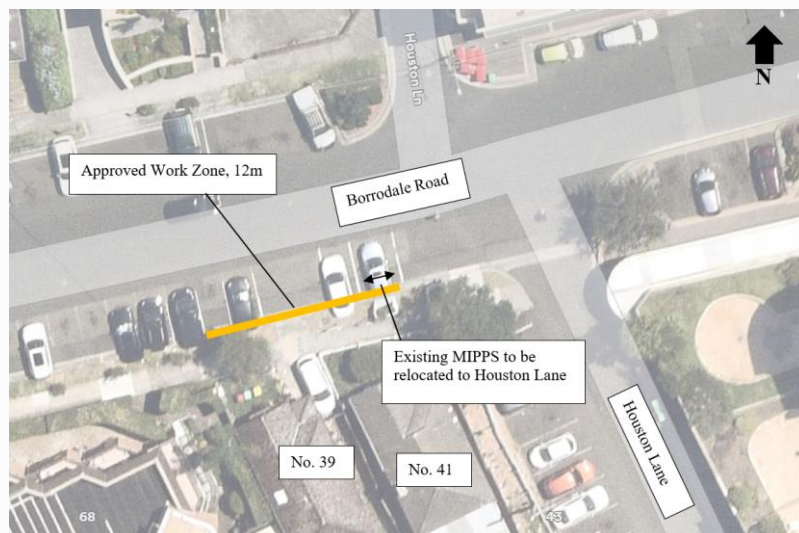 Houston Ln
N
Approved Work Zone, 12m
Borrodale Road
Existing MIPPS to be
relocated to Houston Lane
Houston Lane
No. 39
No. 41
68
43